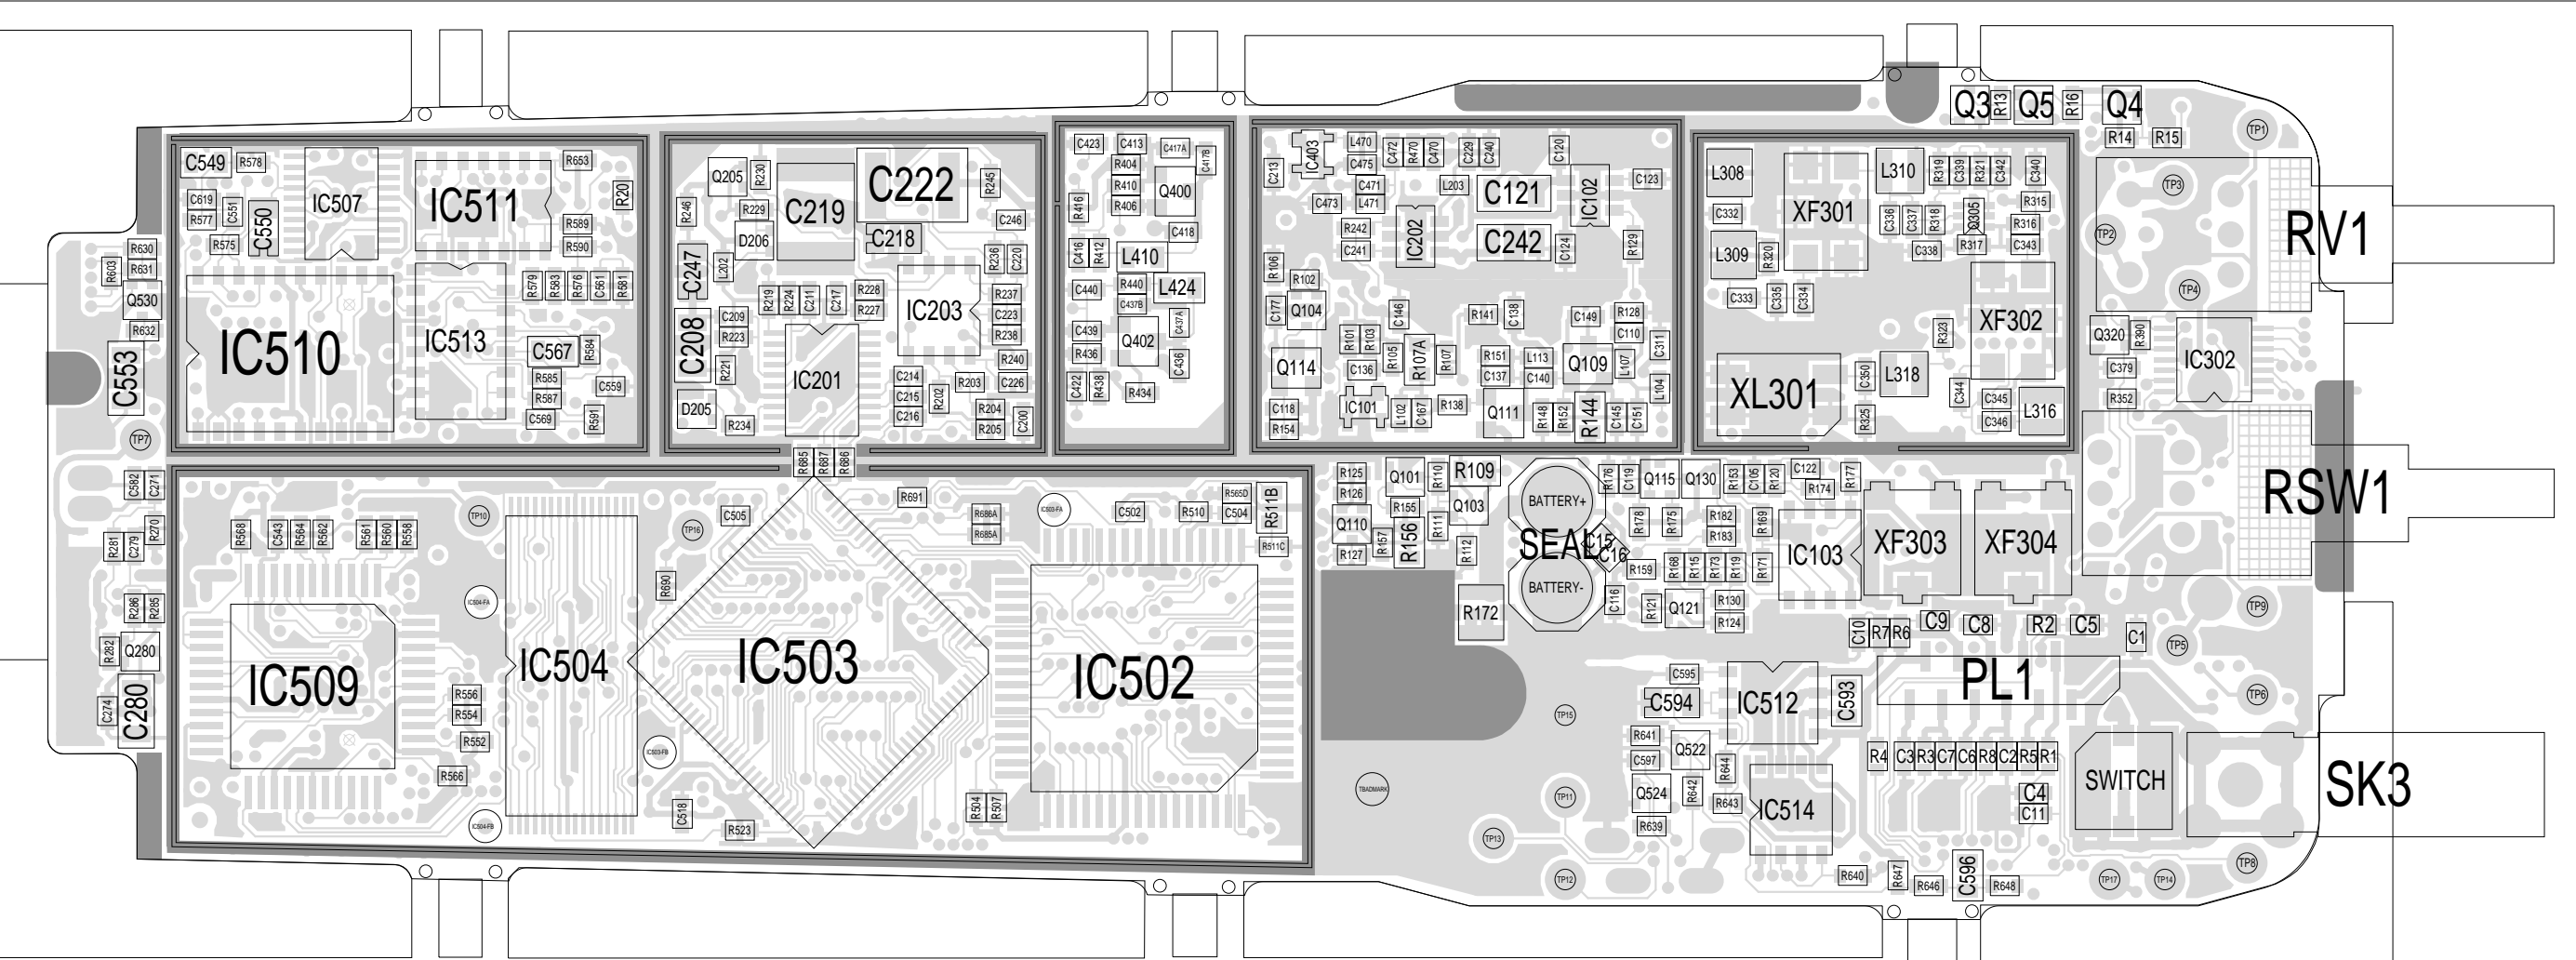 Q3 R13 Q5 R16 Q4
R14 R15 TP1
C549 R578 IC507 IC511 R653 R20
C619 R577 C551 C550 R575 R589 R590
R630 R603 R631 Q530 R632 C553 TP7
IC510 IC513 R579 R583 R576 C561 R581
C567 R584 R585 R587 C569 C559 R591
Q205 R230 R229 R246 D206 C219 C222 C218 R245 C246
C247 L202 R236 C220
R219 R224 C211 C217 R228 R227 IC203 R237 C223 R238
C208 C209 R223 R221 IC201 R240 C226
D205 R234 C214 C215 C216 R202 R203 R204 R205 C200
R685 R687 R686
C423 C413 R404 R410 R406 C417A C417B Q400 R416 C418
C416 R412 L410 C440 R440 C437B L424 C437A
C439 R436 Q402 C436 C422 R438 R434
C213 IC403 L470 C475 C472 R470 C470 C229 C240 C120
C471 L471 C473 L203 C121 IC102 C123
R242 C241 IC202 C242 C124 R129
R106 R102 C177 Q104 C146 R141 C138 C149 R128 C110
R101 R103 R105 R107A R107 R151 C137 L113 C140 Q109 L107 C311
Q114 C136 IC101 L102 C167 R138 Q111 R148 R152 R144 C145 C151 L104
C118 R154
L308 C332 XF301 L310 R319 C339 R321 C342 C340
C336 C337 R318 Q305 R315 R316
L309 R320 C338 R317 C343
C333 C335 C334 R323 XF302
XL301 C350 L318 R325 C344 C345 C346 L316
TP3 TP2 TP4 RV1
Q320 R390 IC302 C379 R352
RSW1
C582 C271 R270 R281 C279
R286 R285 R282 Q280 C274 C280
R568 C543 R564 R562 R561 R560 R558 TP10
TP16 C505 R691 R686A R685A IC503-FA C502 R510 R565D C504 R511B R511C
R690 IC504-FA
IC509 IC504 IC503 IC502
R556 R554 R552 R566 IC503-FB IC504-FB
C518 R523 R504 R507
R125 R126 Q110 R127 Q101 R155 R157 R156 R110 R111 R109 Q103 R112
BATTERY+
SEAL
BATTERY-
C15 C16
R172
R176 C119 Q115 Q130 R153 C105 R120 C122 R174 R177
R178 R175 R182 R183 R169 IC103 XF303 XF304
R159 R168 R115 R173 R119 R171
C116 R121 Q121 R130 R124
C10 R7 R6 C9 C8 R2 C5 C1 TP5 TP9
C595 C594 IC512 C593 PL1 TP6
TP15 R641 C597 Q522 R644
R4 C3 R3 C7 C6 R8 C2 R5 R1 SWITCH SK3
TBADMARK TP11 Q524 R642 R643 IC514 C4 C11
TP13 R639 TP12
R640 R647 R646 C596 R648 TP17 TP14 TP8